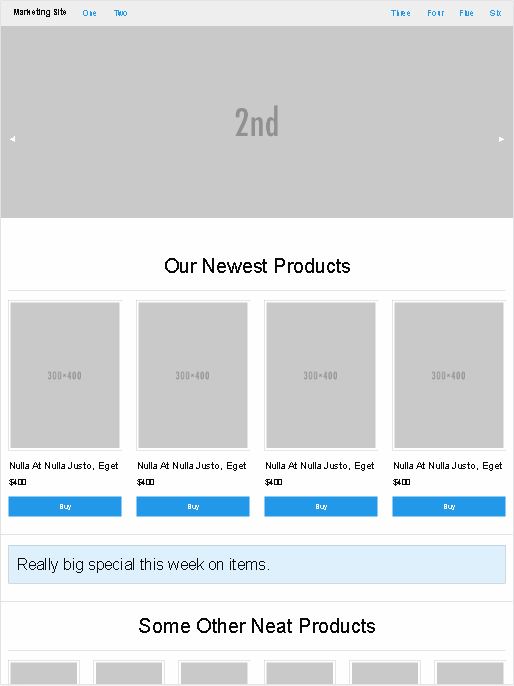 Marketing Site One Two Three Four Five Six
2nd
Our Newest Products
300×400 300×400 300×400 300×400
Nulla At Nulla Justo, Eget Nulla At Nulla Justo, Eget Nulla At Nulla Justo, Eget Nulla At Nulla Justo, Eget
$400 $400 $400 $400
Buy Buy Buy Buy
Really big special this week on items.
Some Other Neat Products